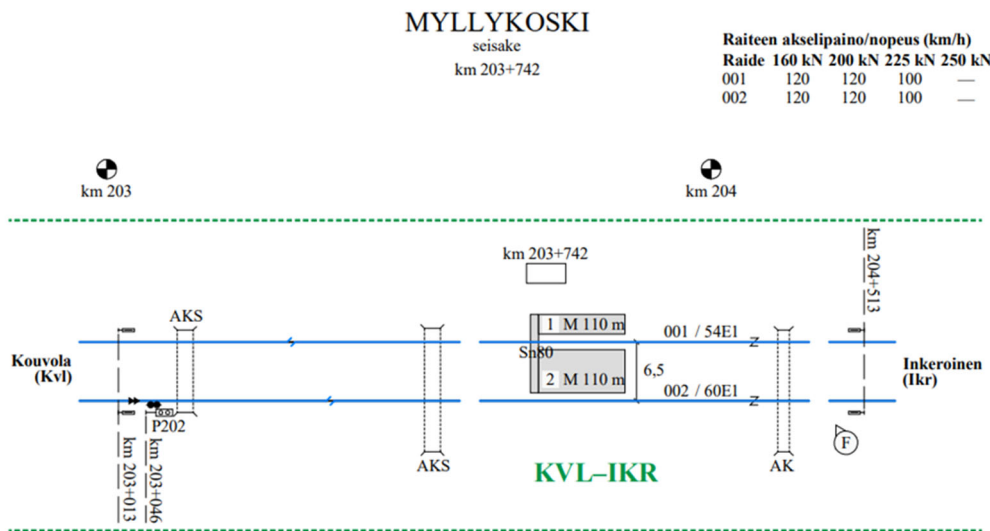 MYLLYKOSKI
seisake
km 203+742
Raiteen akselipaino/nopeus (km/h)
Raide 160 kN 200 kN 225 kN 250 kN
001 120 120 100 —
002 120 120 100 —
km 203
km 204
km 203+742
km 204+513
AKS
1 M 110 m
001 / 54E1
Kouvola
(Kvl)
Sn80
6,5
Inkeroinen
(Ikr)
2 M 110 m
002 / 60E1
P202
km 203+013
km 203+046
AKS
KVL–IKR
AK
F